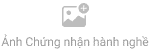 Ảnh Chứng nhận hành nghề